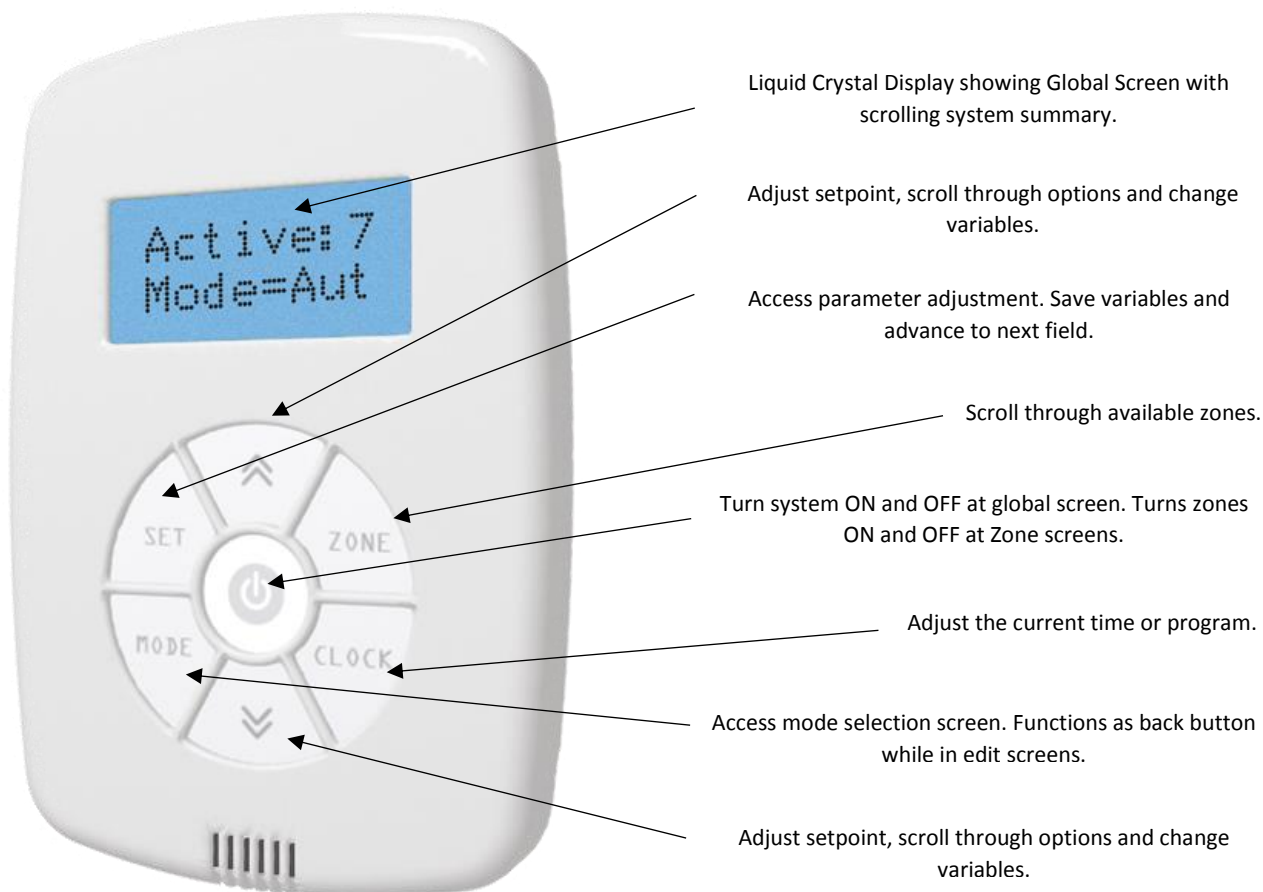 Liquid Crystal Display showing Global Screen with
scrolling system summary.
Active:7
Mode=Aut
Adjust setpoint, scroll through options and change
variables.
Access parameter adjustment. Save variables and
advance to next field.
Scroll through available zones.
SET
ZONE
Turn system ON and OFF at global screen. Turns zones
ON and OFF at Zone screens.
MODE
CLOCK
Adjust the current time or program.
Access mode selection screen. Functions as back button
while in edit screens.
Adjust setpoint, scroll through options and change
variables.